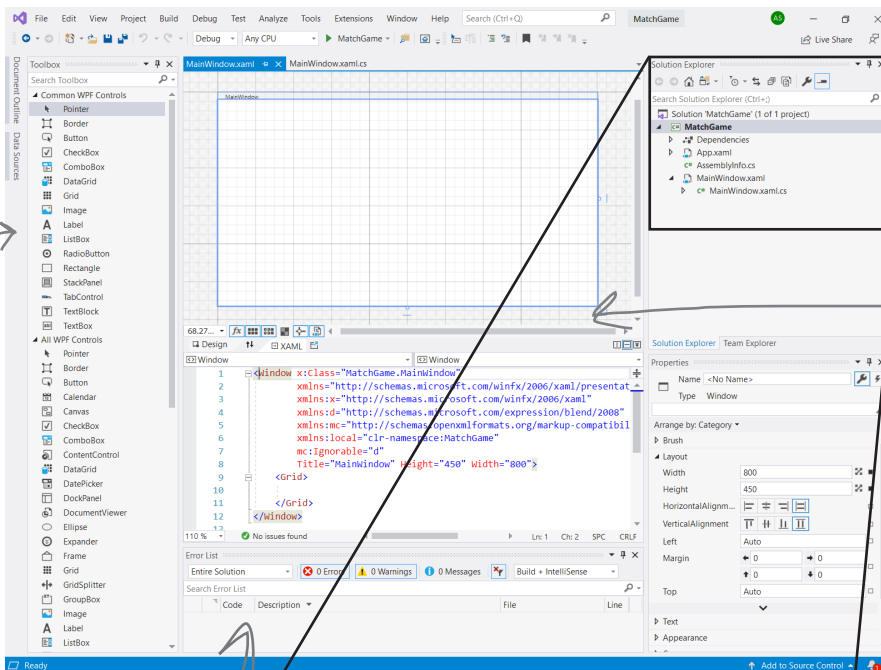 File Edit View Project Build Debug Test Analyze Tools Extensions Window Help Search (Ctrl+Q) MatchGame AS
Debug Any CPU MatchGame Live Share
Document Outline
Data Sources
Toolbox
Search Toolbox
Common WPF Controls
Pointer
Border
Button
CheckBox
ComboBox
DataGrid
Grid
Image
Label
ListBox
RadioButton
Rectangle
StackPanel
TabControl
TextBlock
TextBox
All WPF Controls
Pointer
Border
Button
Calendar
Canvas
CheckBox
ComboBox
ContentControl
DataGrid
DatePicker
DockPanel
DocumentViewer
Ellipse
Expander
Frame
Grid
GridSplitter
GroupBox
Image
Label
ListBox
MainWindow.xaml MainWindow.xaml.cs
MainWindow
68.27...
Design XAML
Window Window
1 <Window x:Class="MatchGame.MainWindow"
2 xmlns="http://schemas.microsoft.com/winfx/2006/xaml/presentat
3 xmlns:x="http://schemas.microsoft.com/winfx/2006/xaml"
4 xmlns:d="http://schemas.microsoft.com/expression/blend/2008"
5 xmlns:mc="http://schemas.openxmlformats.org/markup-compatibil
6 xmlns:local="clr-namespace:MatchGame"
7 mc:Ignorable="d"
8 Title="MainWindow" Height="450" Width="800">
9 <Grid>
10
11 </Grid>
12 </Window>
13
110 % No issues found Ln: 1 Ch: 2 SPC CRLF
Error List
Entire Solution 0 Errors 0 Warnings 0 Messages Build + IntelliSense
Search Error List
Code Description File Line
Solution Explorer
Search Solution Explorer (Ctrl+;)
Solution 'MatchGame' (1 of 1 project)
MatchGame
Dependencies
App.xaml
AssemblyInfo.cs
MainWindow.xaml
MainWindow.xaml.cs
Solution Explorer Team Explorer
Properties
Name <No Name>
Type Window
Arrange by: Category
Brush
Layout
Width 800
Height 450
HorizontalAlignm...
VerticalAlignment
Left Auto
Margin 0 0
0 0
Top Auto
Text
Appearance
Ready Add to Source Control